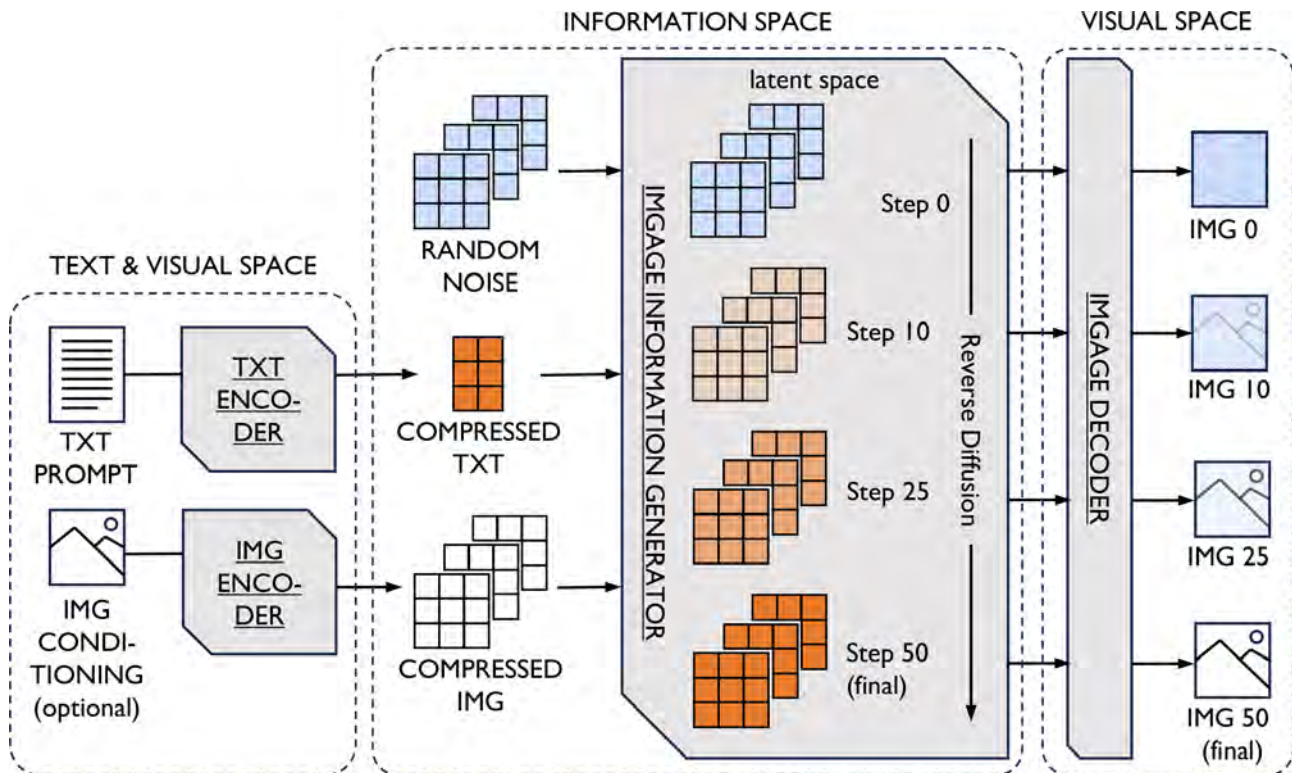 INFORMATION SPACE
VISUAL SPACE
TEXT & VISUAL SPACE
TXT
PROMPT
IMG
CONDI-
TIONING
(optional)
TXT
ENCO-
DER
IMG
ENCO-
DER
RANDOM
NOISE
COMPRESSED
TXT
COMPRESSED
IMG
IMGAGE INFORMATION GENERATOR
latent space
Step 0
Step 10
Step 25
Step 50
(final)
Reverse Diffusion
IMGAGE DECODER
IMG 0
IMG 10
IMG 25
IMG 50
(final)